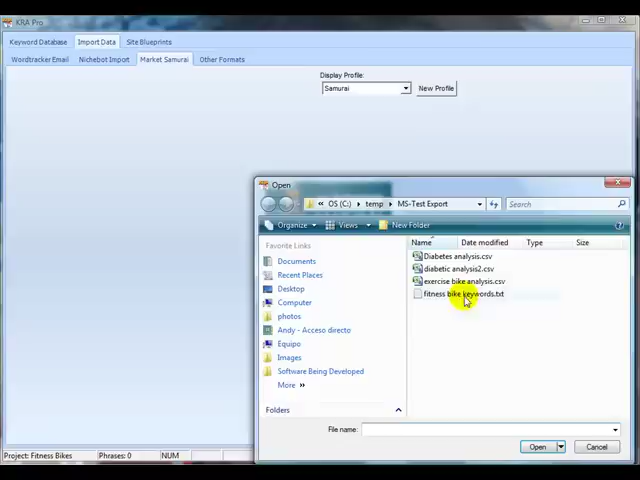 KRA Pro
Keyword Database Import Data Site Blueprints
Wordtracker Email Nichebot Import Market Samurai Other Formats
Display Profile:
Samurai New Profile
Open
« OS (C:) temp MS-Test Export Search
Organize Views New Folder
Favorite Links
Documents
Recent Places
Desktop
Computer
photos
Andy - Acceso directo
Equipo
Images
Software Being Developed
More »
Folders
Name Date modified Type Size
Diabetes analysis.csv
diabetic analysis2.csv
exercise bike analysis.csv
fitness bike keywords.txt
File name:
Open Cancel
Project: Fitness Bikes Phrases: 0 NUM